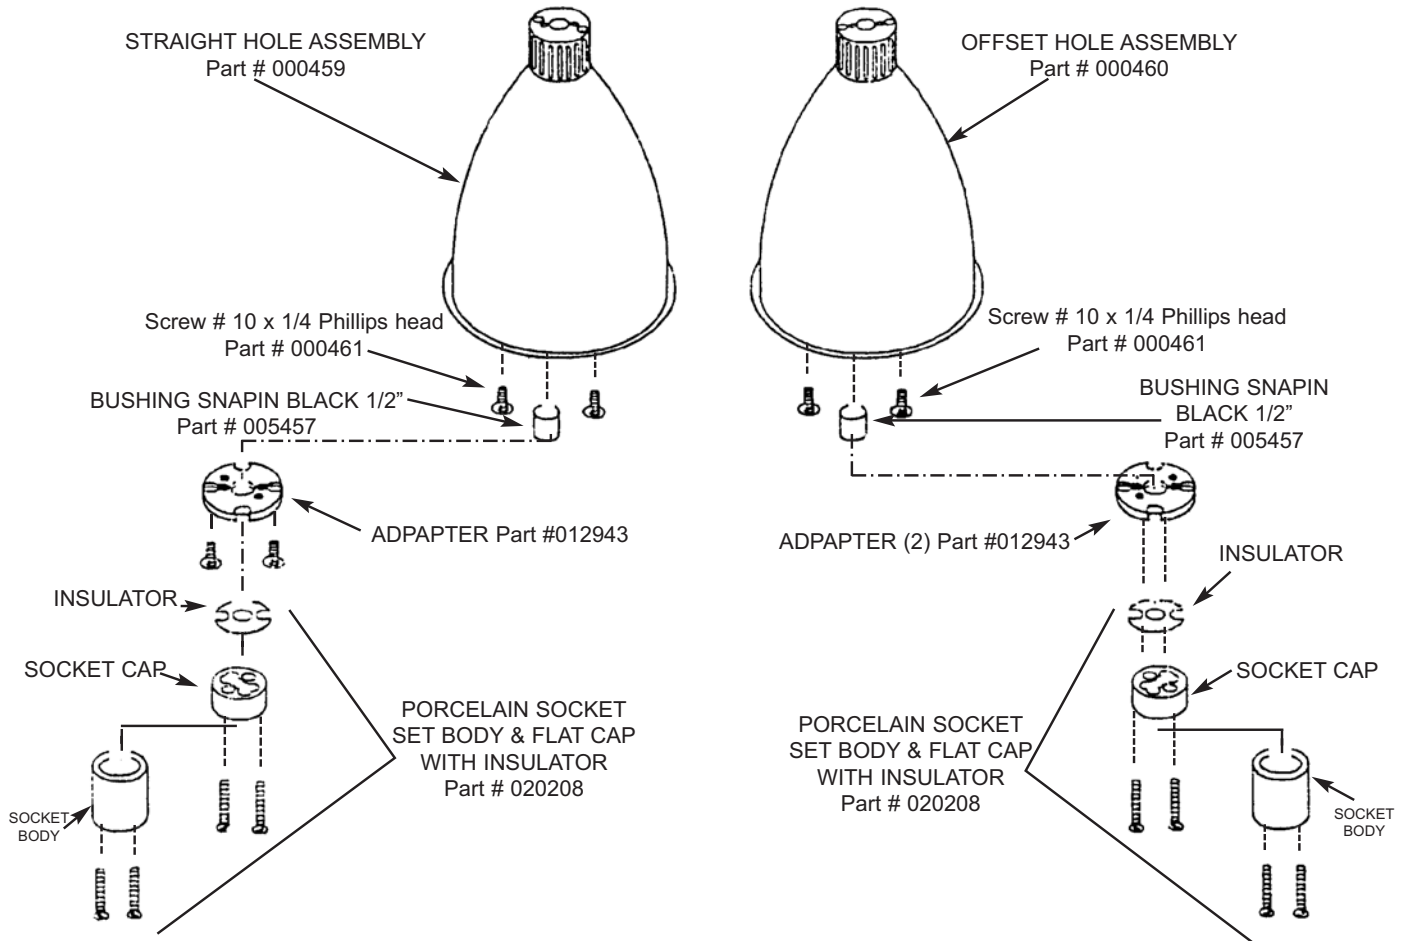 STRAIGHT HOLE ASSEMBLY
Part # 000459
OFFSET HOLE ASSEMBLY
Part # 000460
Screw # 10 x 1/4 Phillips head
Part # 000461
Screw # 10 x 1/4 Phillips head
Part # 000461
BUSHING SNAPIN BLACK 1/2”
Part # 005457
BUSHING SNAPIN
BLACK 1/2”
Part # 005457
ADPAPTER Part #012943
ADPAPTER (2) Part #012943
INSULATOR
INSULATOR
SOCKET CAP
SOCKET CAP
PORCELAIN SOCKET
SET BODY & FLAT CAP
WITH INSULATOR
Part # 020208
PORCELAIN SOCKET
SET BODY & FLAT CAP
WITH INSULATOR
Part # 020208
SOCKET
BODY
SOCKET
BODY